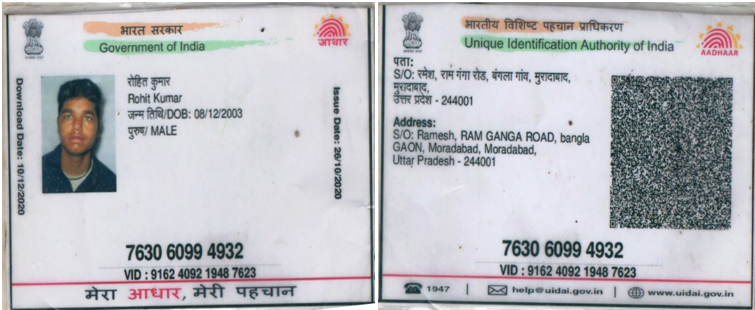 भारत सरकार
Government of India
आधार
Download Date: 10/12/2020
रोहित कुमार
Rohit Kumar
जन्म तिथि/DOB: 08/12/2003
पुरुष/ MALE
Issue Date: 26/10/2020
7630 6099 4932
VID : 9162 4092 1948 7623
मेरा आधार, मेरी पहचान
भारतीय विशिष्ट पहचान प्राधिकरण
Unique Identification Authority of India
AADHAAR
पता:
S/O: रमेश, राम गंगा रोड, बंगला गांव, मुरादाबाद,
मुरादाबाद,
उत्तर प्रदेश - 244001
Address:
S/O: Ramesh, RAM GANGA ROAD, bangla
GAON, Moradabad, Moradabad,
Uttar Pradesh - 244001
7630 6099 4932
VID : 9162 4092 1948 7623
1947 | help@uidai.gov.in | www.uidai.gov.in